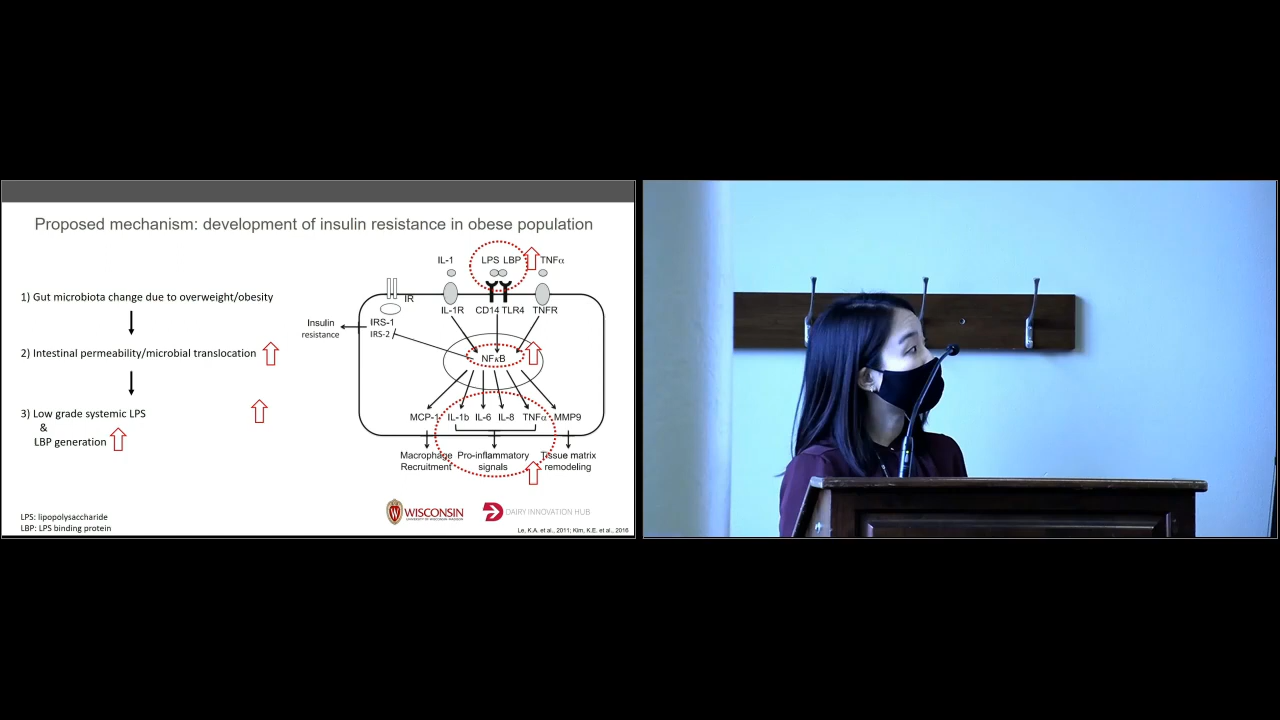 Proposed mechanism: development of insulin resistance in obese population
1) Gut microbiota change due to overweight/obesity
2) Intestinal permeability/microbial translocation
3) Low grade systemic LPS
&
LBP generation
IL-1
LPS LBP
TNFα
IR
IL-1R
CD14 TLR4
TNFR
Insulin
resistance
IRS-1
IRS-2
NFκB
MCP-1
IL-1b
IL-6
IL-8
TNFα
MMP9
Macrophage
Recruitment
Pro-inflammatory
signals
Tissue matrix
remodeling
LPS: lipopolysaccharide
LBP: LPS binding protein
WISCONSIN
UNIVERSITY OF WISCONSIN-MADISON
DAIRY INNOVATION HUB
Le, K.A. et al., 2011; Kim, K.E. et al., 2016